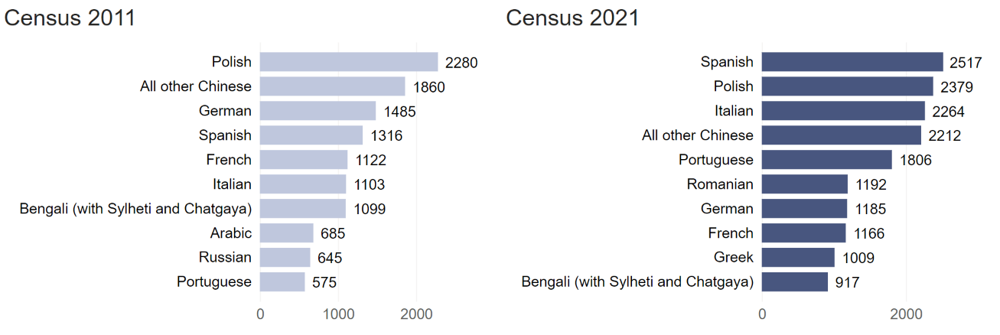 Census 2011
Polish 2280
All other Chinese 1860
German 1485
Spanish 1316
French 1122
Italian 1103
Bengali (with Sylheti and Chatgaya) 1099
Arabic 685
Russian 645
Portuguese 575
0 1000 2000
Census 2021
Spanish 2517
Polish 2379
Italian 2264
All other Chinese 2212
Portuguese 1806
Romanian 1192
German 1185
French 1166
Greek 1009
Bengali (with Sylheti and Chatgaya) 917
0 2000